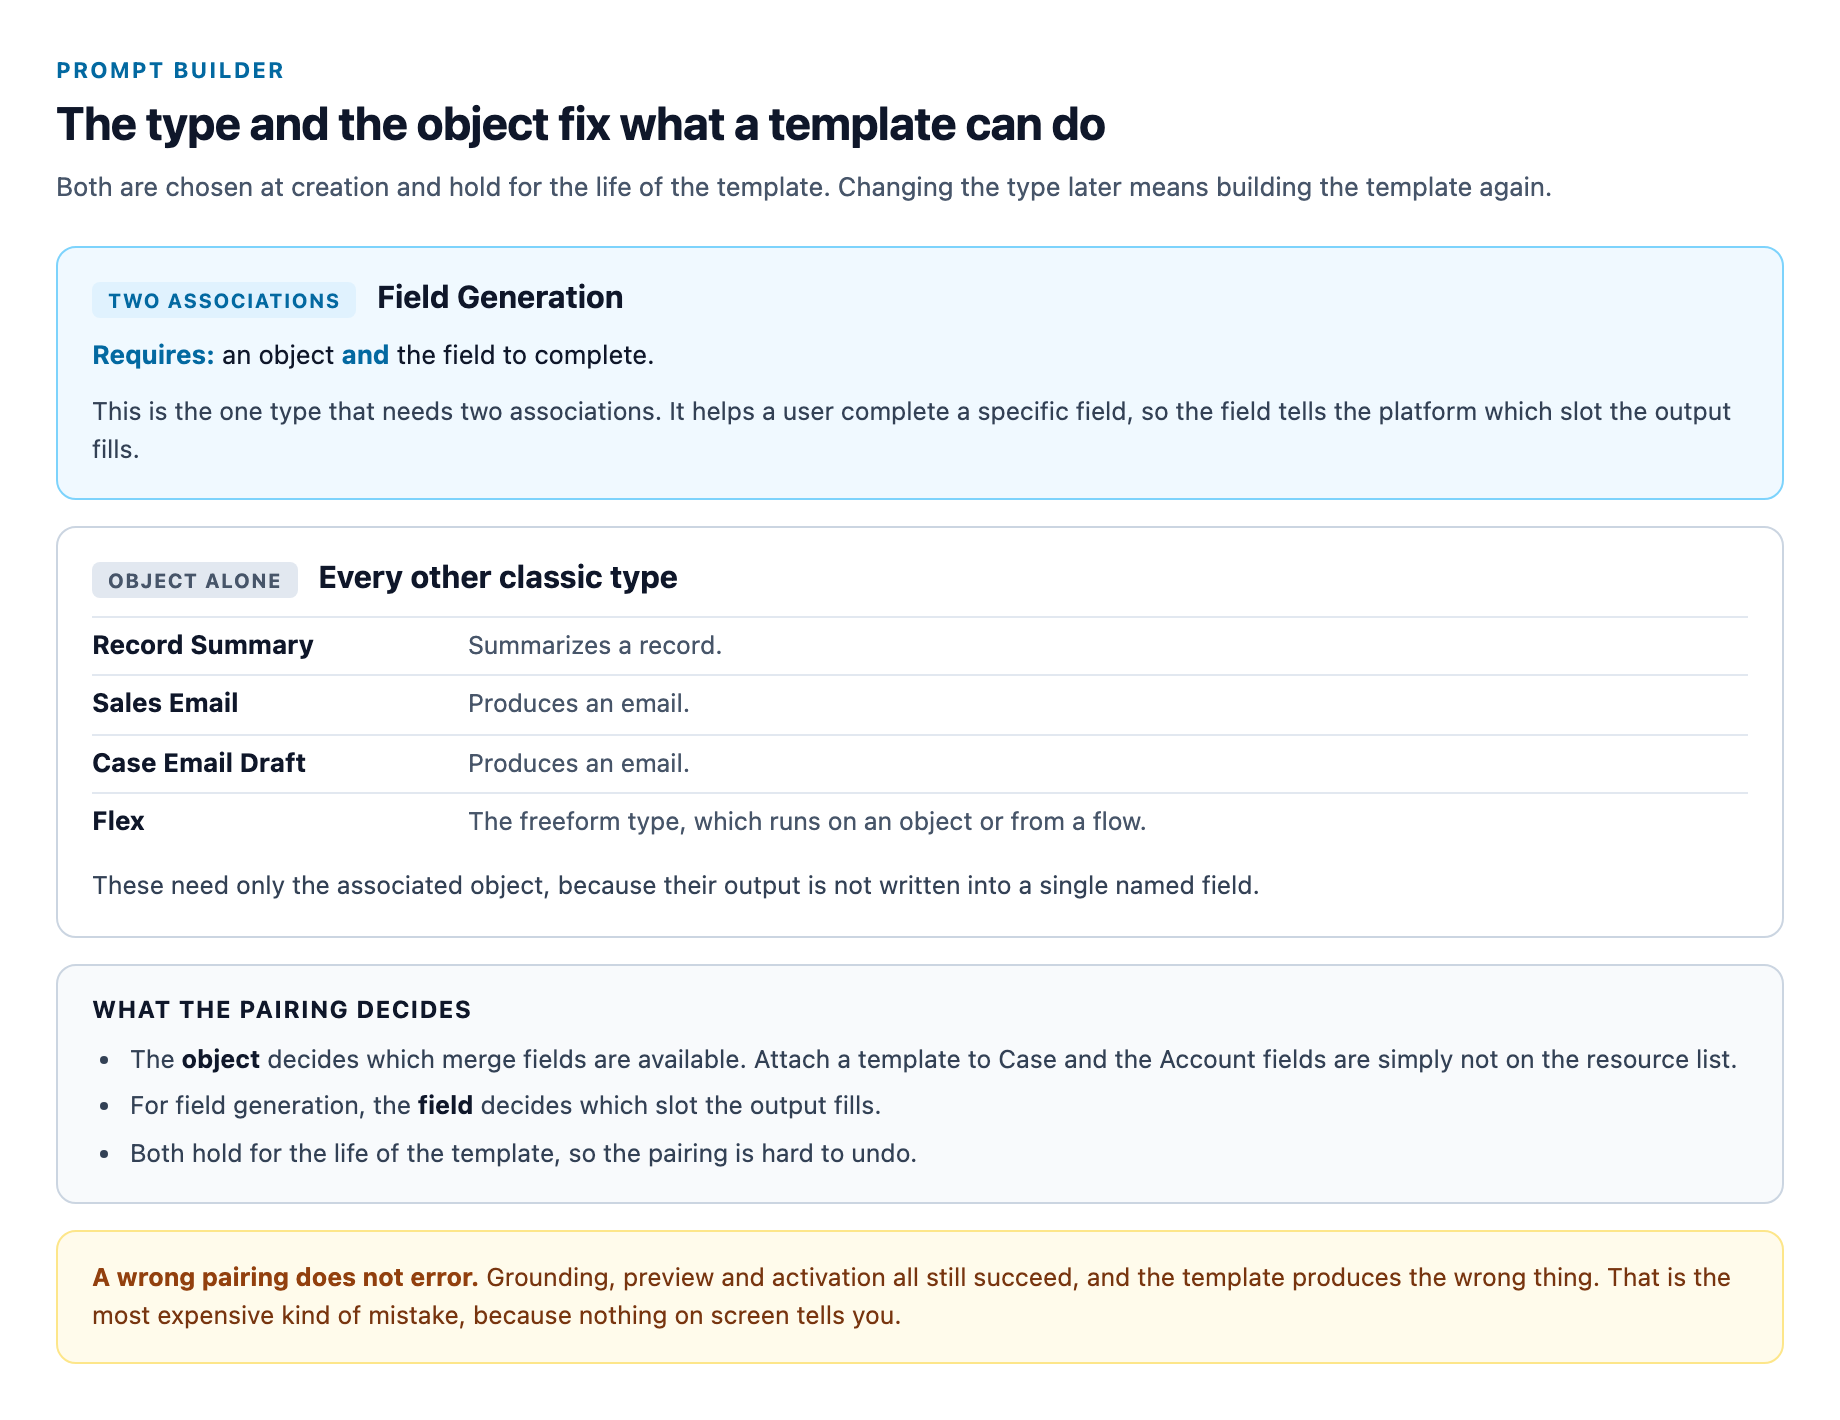 PROMPT BUILDER
The type and the object fix what a template can do
Both are chosen at creation and hold for the life of the template. Changing the type later means building the template again.
TWO ASSOCIATIONS Field Generation
Requires: an object and the field to complete.
This is the one type that needs two associations. It helps a user complete a specific field, so the field tells the platform which slot the output
fills.
OBJECT ALONE Every other classic type
Record Summary Summarizes a record.
Sales Email Produces an email.
Case Email Draft Produces an email.
Flex The freeform type, which runs on an object or from a flow.
These need only the associated object, because their output is not written into a single named field.
WHAT THE PAIRING DECIDES
• The object decides which merge fields are available. Attach a template to Case and the Account fields are simply not on the resource list.
• For field generation, the field decides which slot the output fills.
• Both hold for the life of the template, so the pairing is hard to undo.
A wrong pairing does not error. Grounding, preview and activation all still succeed, and the template produces the wrong thing. That is the
most expensive kind of mistake, because nothing on screen tells you.